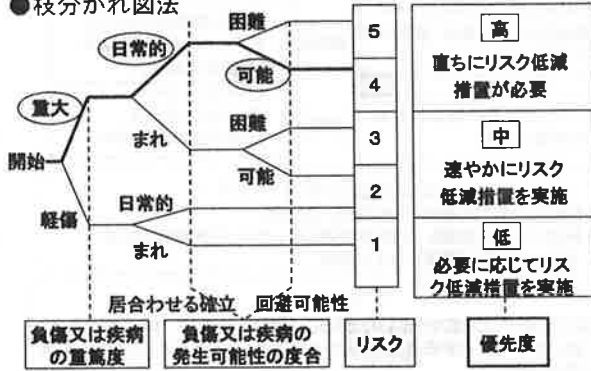 ●枝分かれ図法
困難
日常的
可能
重大
困難
まれ
開始
可能
日常的
軽傷
まれ
5
4
3
2
1
高
直ちにリスク低減
措置が必要
中
速やかにリスク
低減措置を実施
低
必要に応じてリス
ク低減措置を実施
居合わせる確立
回避可能性
負傷又は疾病
の重篤度
負傷又は疾病の
発生可能性の度合
リスク
優先度